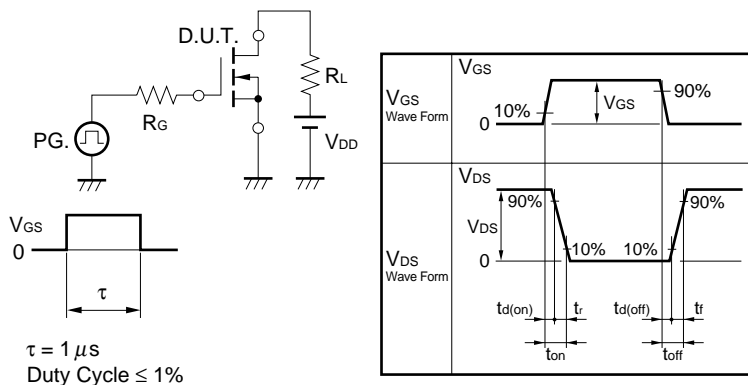 D.U.T.
RL
RG
PG.
VDD
VGS
0
τ
τ = 1 μs
Duty Cycle ≤ 1%
VGS
Wave Form
VGS
10%
VGS
90%
0
VDS
Wave Form
VDS
90%
VDS
90%
10%
10%
0
td(on)
tr
td(off)
tf
ton
toff